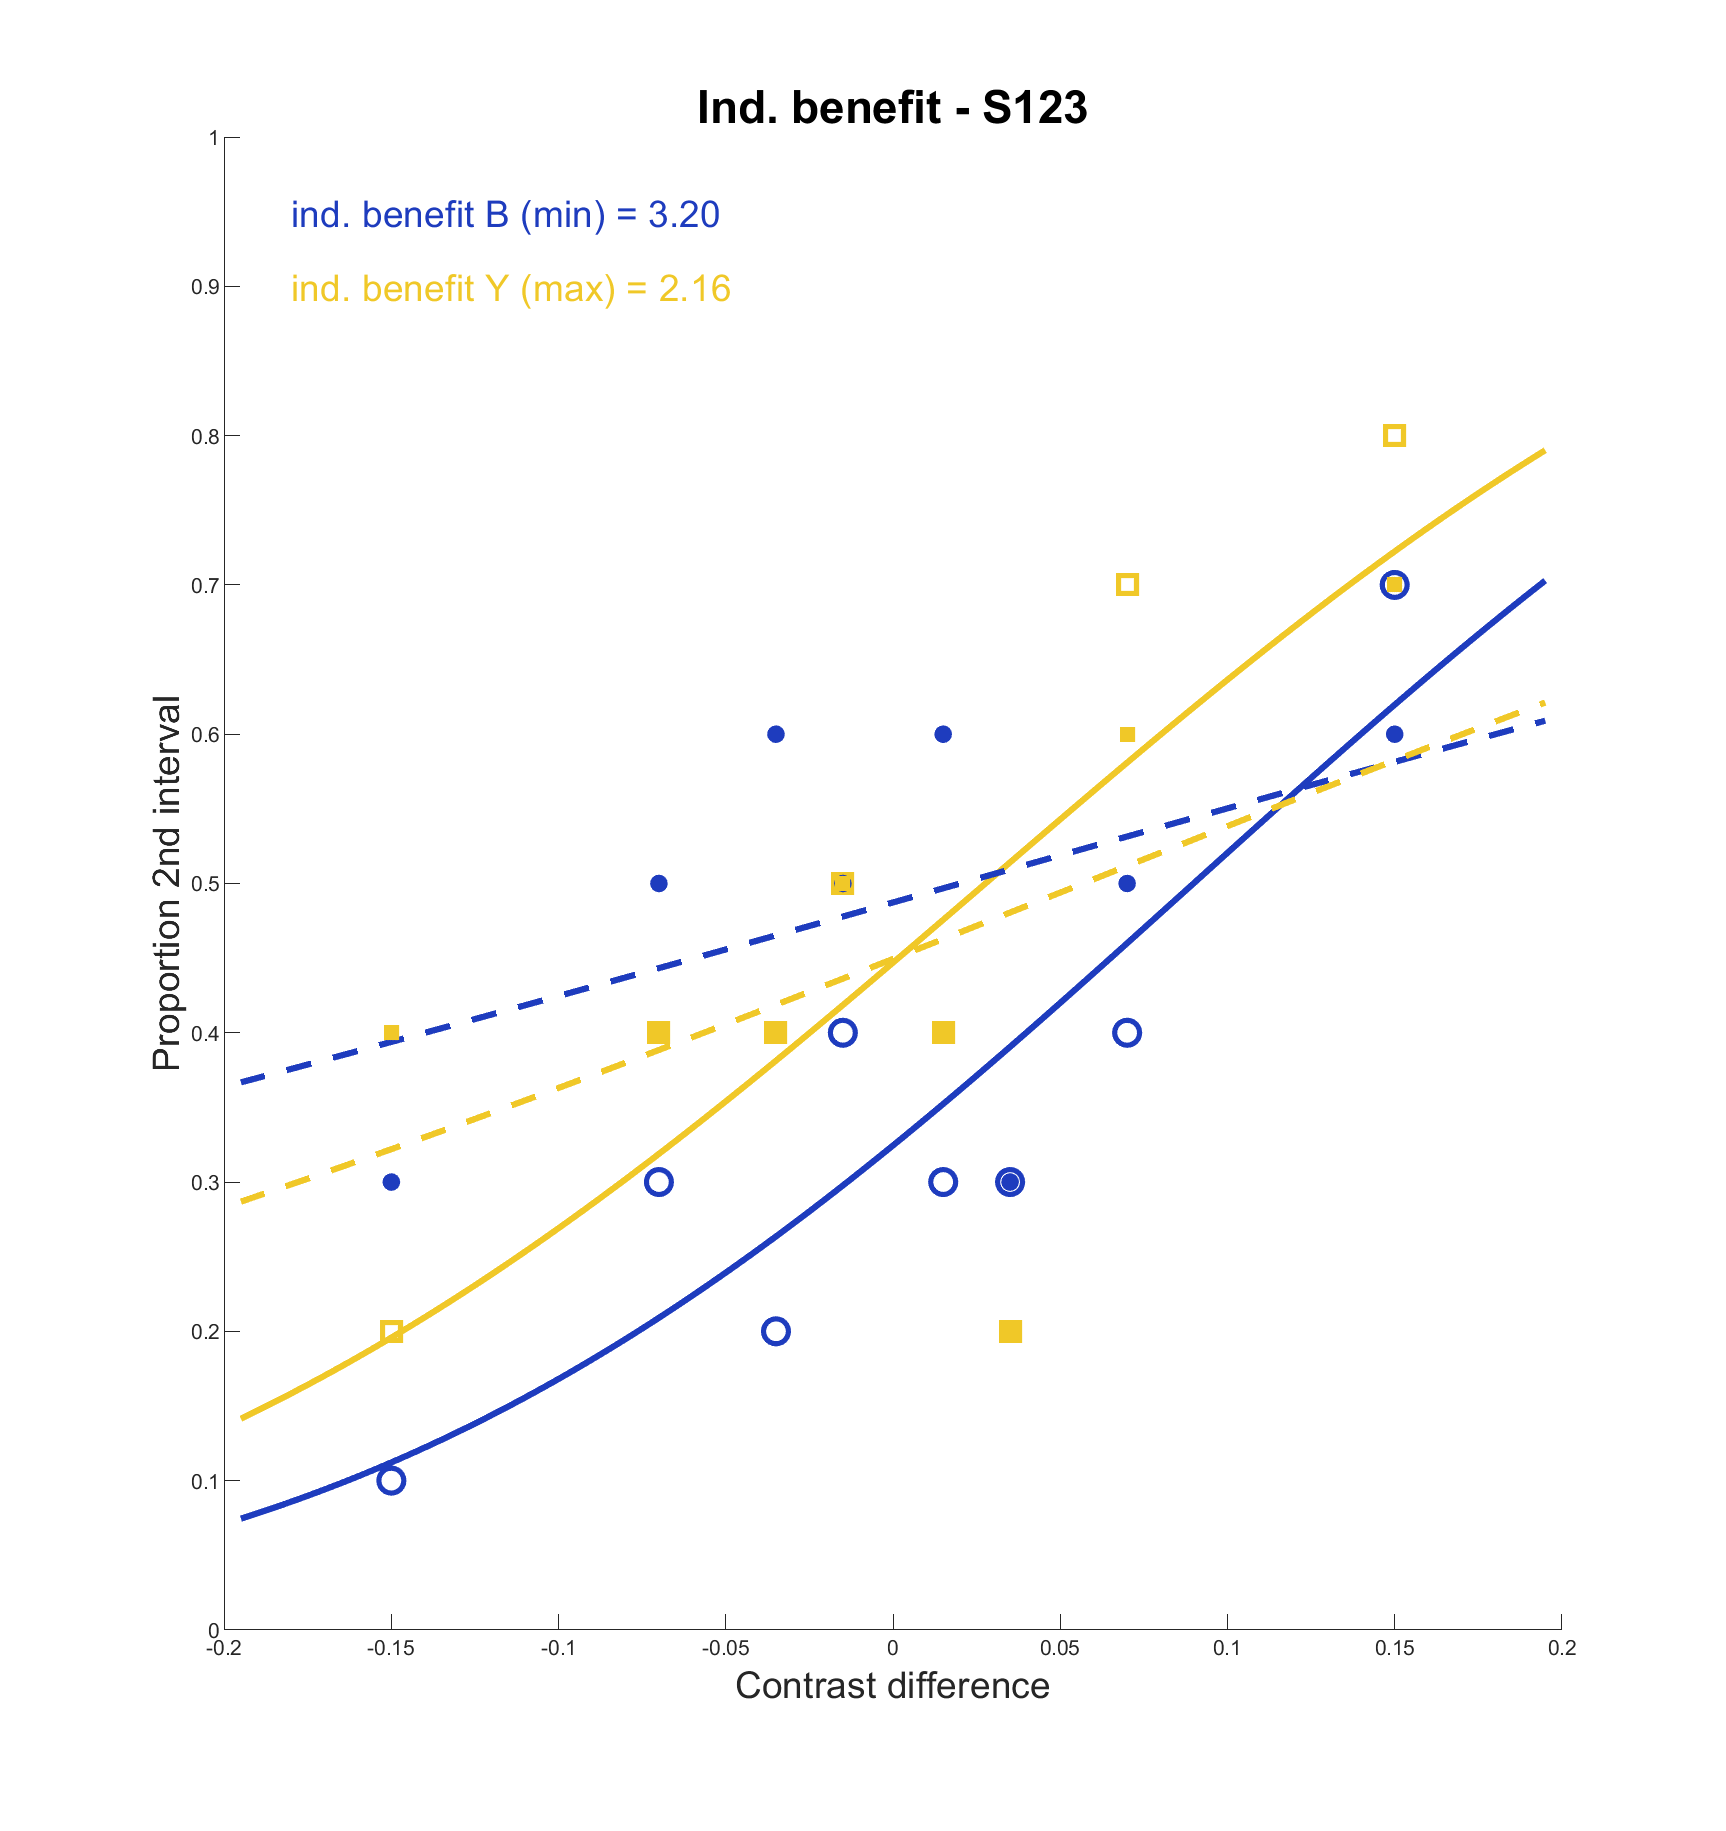 Ind. benefit - S123
ind. benefit B (min) = 3.20
ind. benefit Y (max) = 2.16
Proportion 2nd interval
1
0.9
0.8
0.7
0.6
0.5
0.4
0.3
0.2
0.1
0
-0.2 -0.15 -0.1 -0.05 0 0.05 0.1 0.15 0.2
Contrast difference